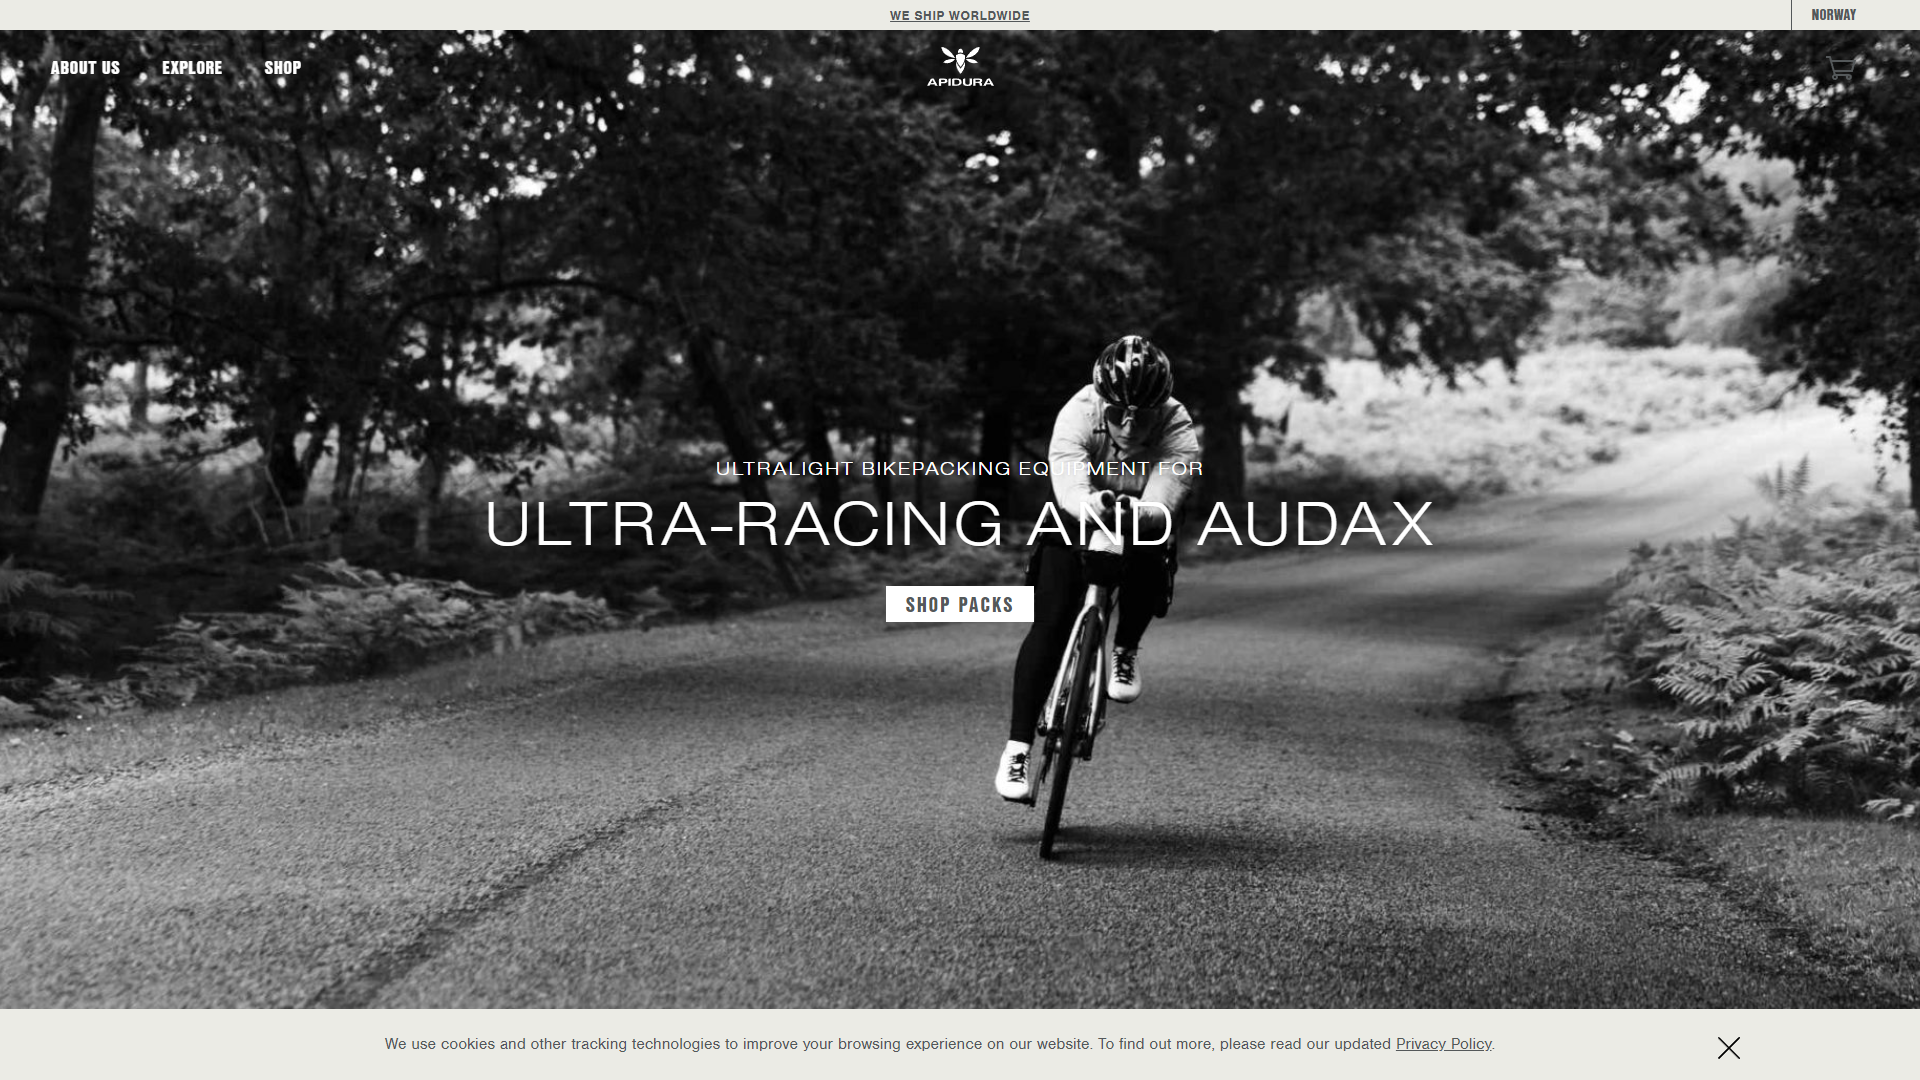 WE SHIP WORLDWIDE
NORWAY
ABOUT US
EXPLORE
SHOP
APIDURA
ULTRALIGHT BIKEPACKING EQUIPMENT FOR
ULTRA-RACING AND AUDAX
SHOP PACKS
We use cookies and other tracking technologies to improve your browsing experience on our website. To find out more, please read our updated Privacy Policy.